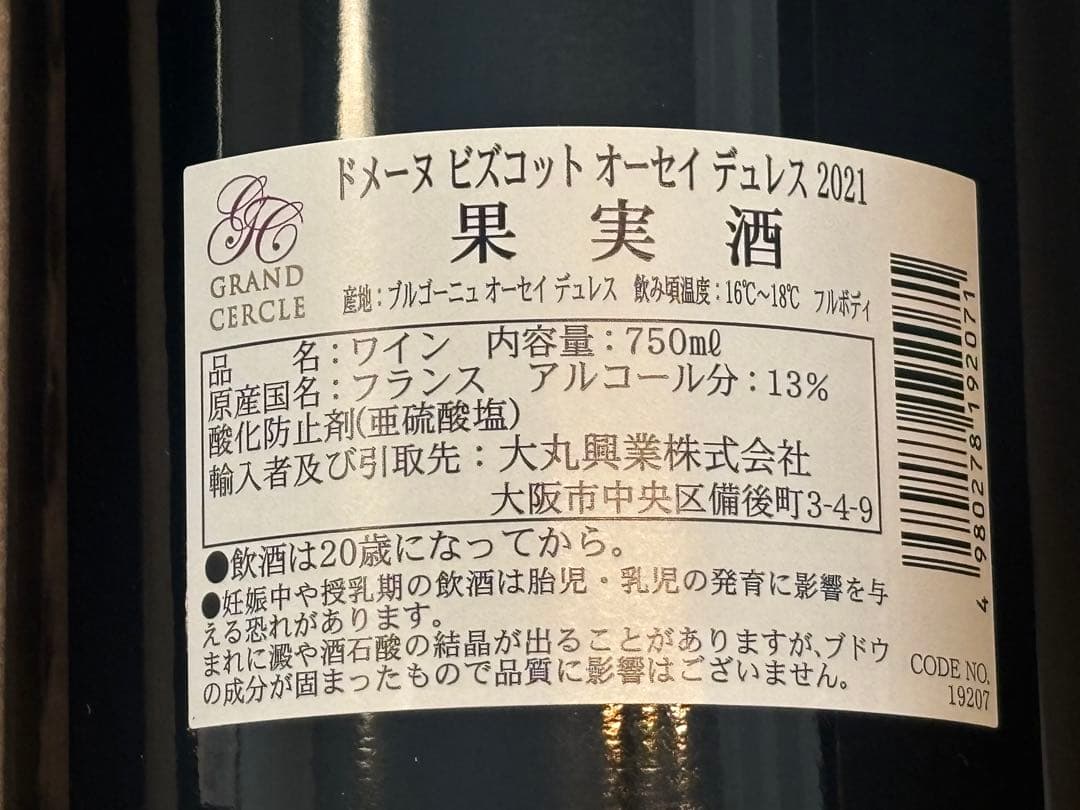 ドメーヌ ビズコット オーセイ デュレス 2021
果実酒
GRAND
CERCLE
産地：ブルゴーニュ オーセイ デュレス 飲み頃温度：16℃～18℃ フルボディ
品名：ワイン 内容量：750mℓ
原産国名：フランス アルコール分：13%
酸化防止剤(亜硫酸塩)
輸入者及び引取先：大丸興業株式会社
大阪市中央区備後町3-4-9
●飲酒は20歳になってから。
●妊娠中や授乳期の飲酒は胎児・乳児の発育に影響を与
える恐れがあります。
まれに澱や酒石酸の結晶が出ることがありますが、ブドウ
の成分が固まったもので品質に影響はございません。
4 980278 192071
CODE NO.
19207